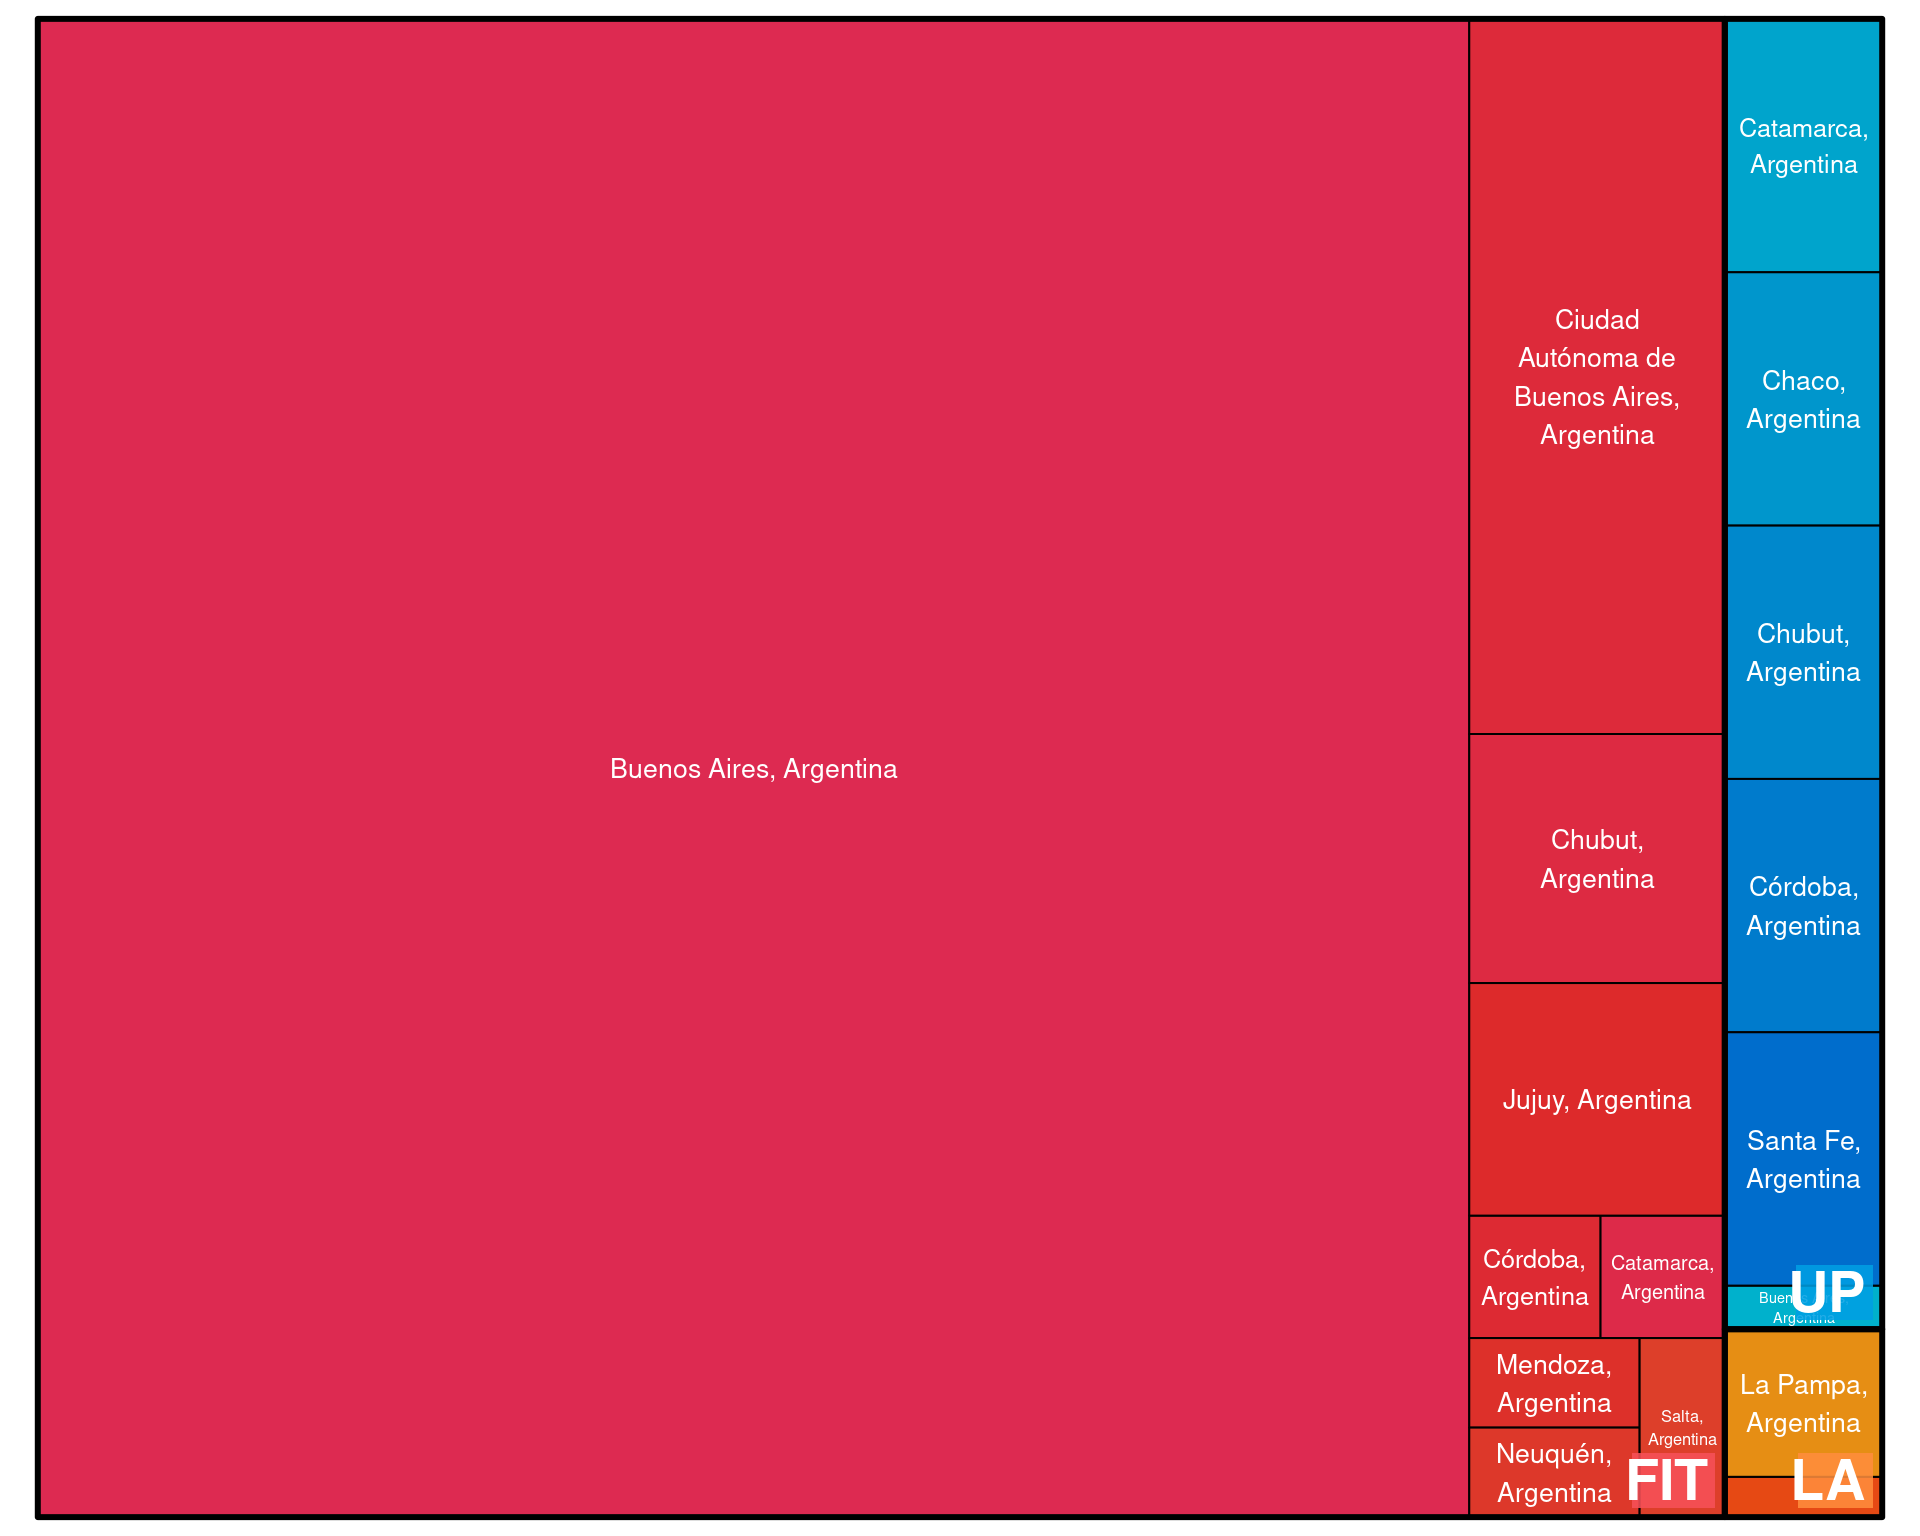 Buenos Aires, Argentina
Ciudad
Autónoma de
Buenos Aires,
Argentina
Chubut,
Argentina
Jujuy, Argentina
Córdoba,
Argentina
Catamarca,
Argentina
Mendoza,
Argentina
Neuquén,
Argentina
Salta,
Argentina
FIT
Catamarca,
Argentina
Chaco,
Argentina
Chubut,
Argentina
Córdoba,
Argentina
Santa Fe,
Argentina
Argentina
UP
La Pampa,
Argentina
LA